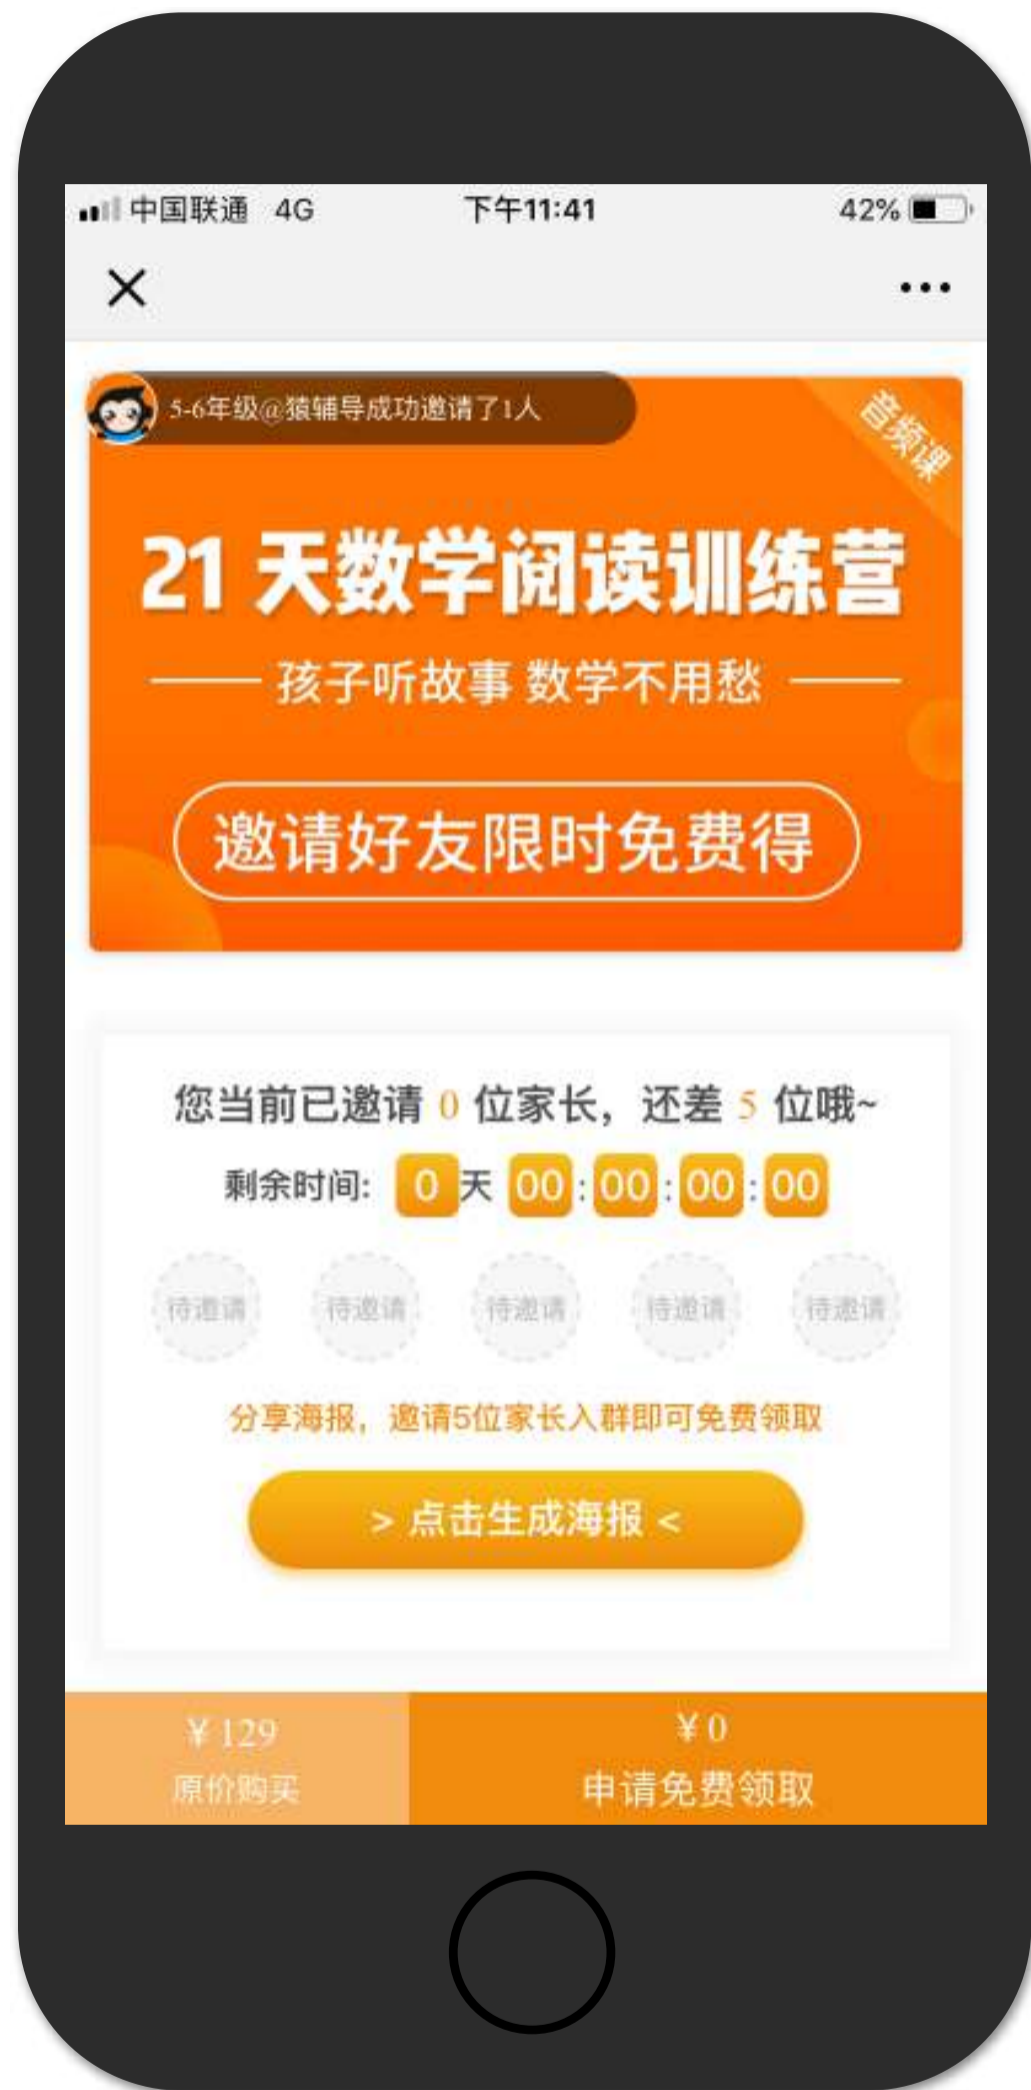 中国联通 4G 下午11:41 42%
5-6年级@猿辅导成功邀请了1人
音频课
21 天数学阅读训练营
孩子听故事 数学不用愁
邀请好友限时免费得
您当前已邀请 0 位家长，还差 5 位哦~
剩余时间: 0 天 00 : 00 : 00 : 00
待邀请 待邀请 待邀请 待邀请 待邀请
分享海报，邀请5位家长入群即可免费领取
> 点击生成海报 <
¥ 129
原价购买
¥ 0
申请免费领取